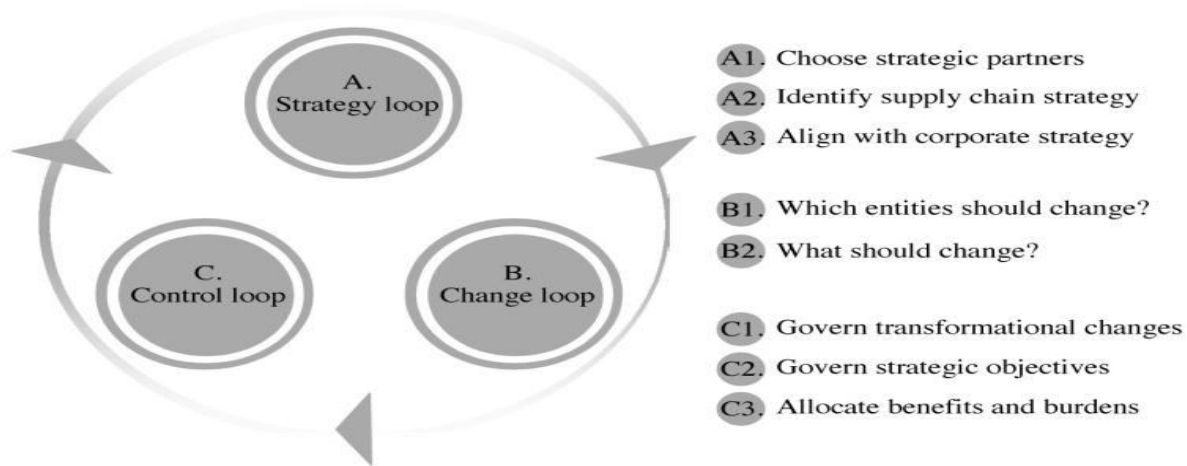 A.
Strategy loop
C.
Control loop
B.
Change loop
A1. Choose strategic partners
A2. Identify supply chain strategy
A3. Align with corporate strategy
B1. Which entities should change?
B2. What should change?
C1. Govern transformational changes
C2. Govern strategic objectives
C3. Allocate benefits and burdens